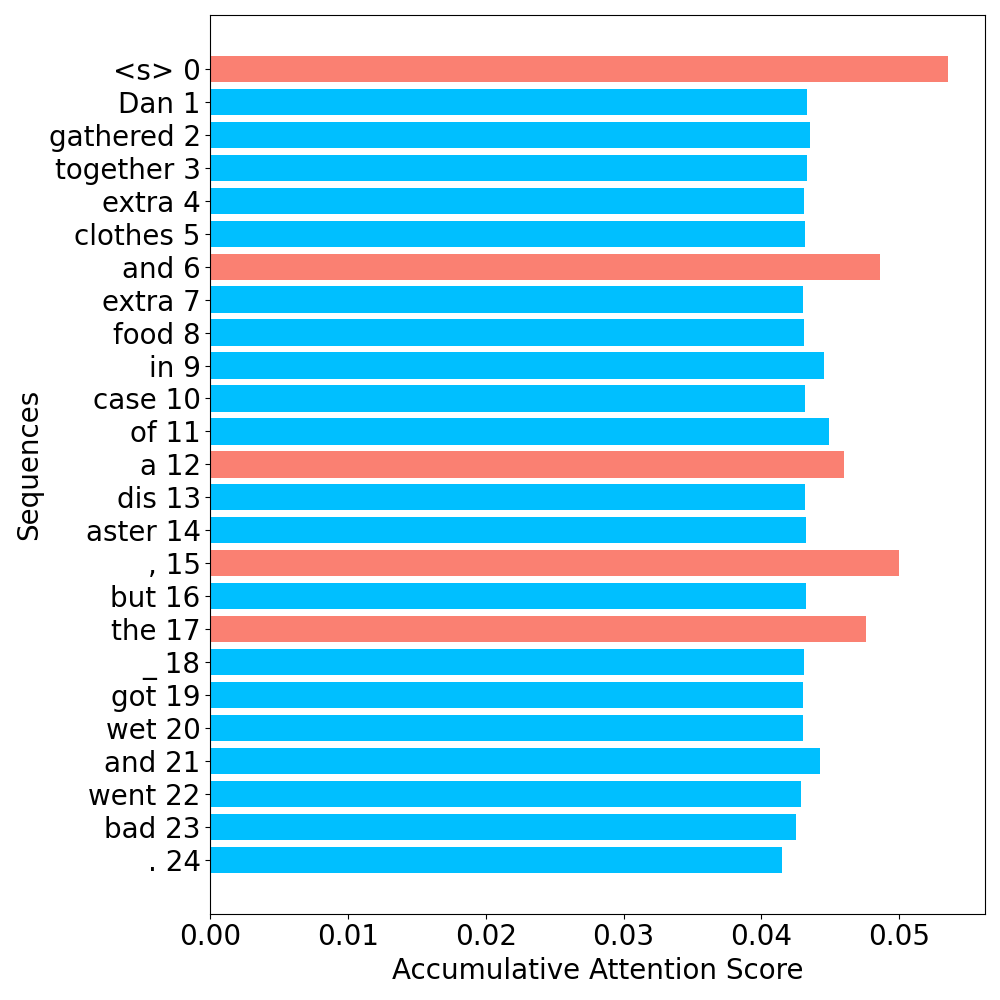 Sequences
<s> 0
Dan 1
gathered 2
together 3
extra 4
clothes 5
and 6
extra 7
food 8
in 9
case 10
of 11
a 12
dis 13
aster 14
, 15
but 16
the 17
_ 18
got 19
wet 20
and 21
went 22
bad 23
. 24
0.00 0.01 0.02 0.03 0.04 0.05
Accumulative Attention Score